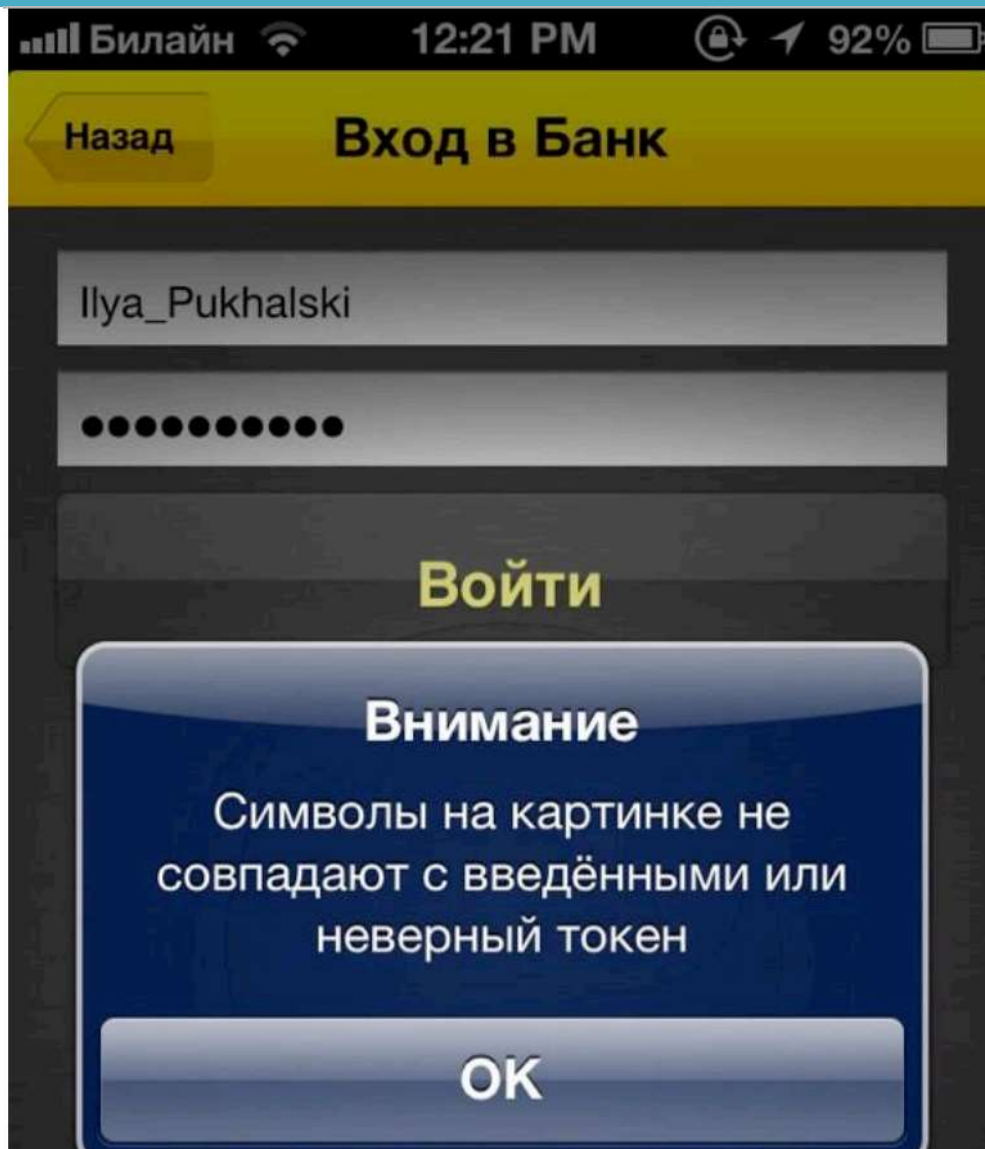 Билайн 12:21 PM 92%
Назад Вход в Банк
Ilya_Pukhalski
●●●●●●●●●●
Войти
Внимание
Символы на картинке не
совпадают с введёнными или
неверный токен
OK